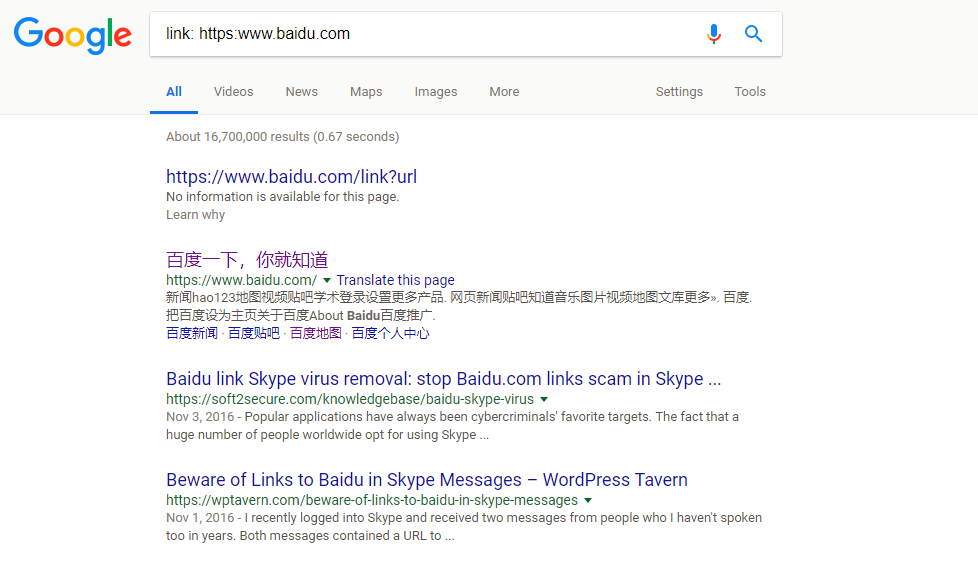 Google
link: https:www.baidu.com
All Videos News Maps Images More Settings Tools
About 16,700,000 results (0.67 seconds)
https://www.baidu.com/link?url
No information is available for this page.
Learn why
百度一下，你就知道
https://www.baidu.com/ ▼ Translate this page
新闻hao123地图视频贴吧学术登录设置更多产品. 网页新闻贴吧知道音乐图片视频地图文库更多». 百度.
把百度设为主页关于百度About Baidu百度推广.
百度新闻 · 百度贴吧 · 百度地图 · 百度个人中心
Baidu link Skype virus removal: stop Baidu.com links scam in Skype ...
https://soft2secure.com/knowledgebase/baidu-skype-virus ▼
Nov 3, 2016 - Popular applications have always been cybercriminals' favorite targets. The fact that a
huge number of people worldwide opt for using Skype ...
Beware of Links to Baidu in Skype Messages – WordPress Tavern
https://wptavern.com/beware-of-links-to-baidu-in-skype-messages ▼
Nov 1, 2016 - I recently logged into Skype and received two messages from people who I haven't spoken
too in years. Both messages contained a URL to ...